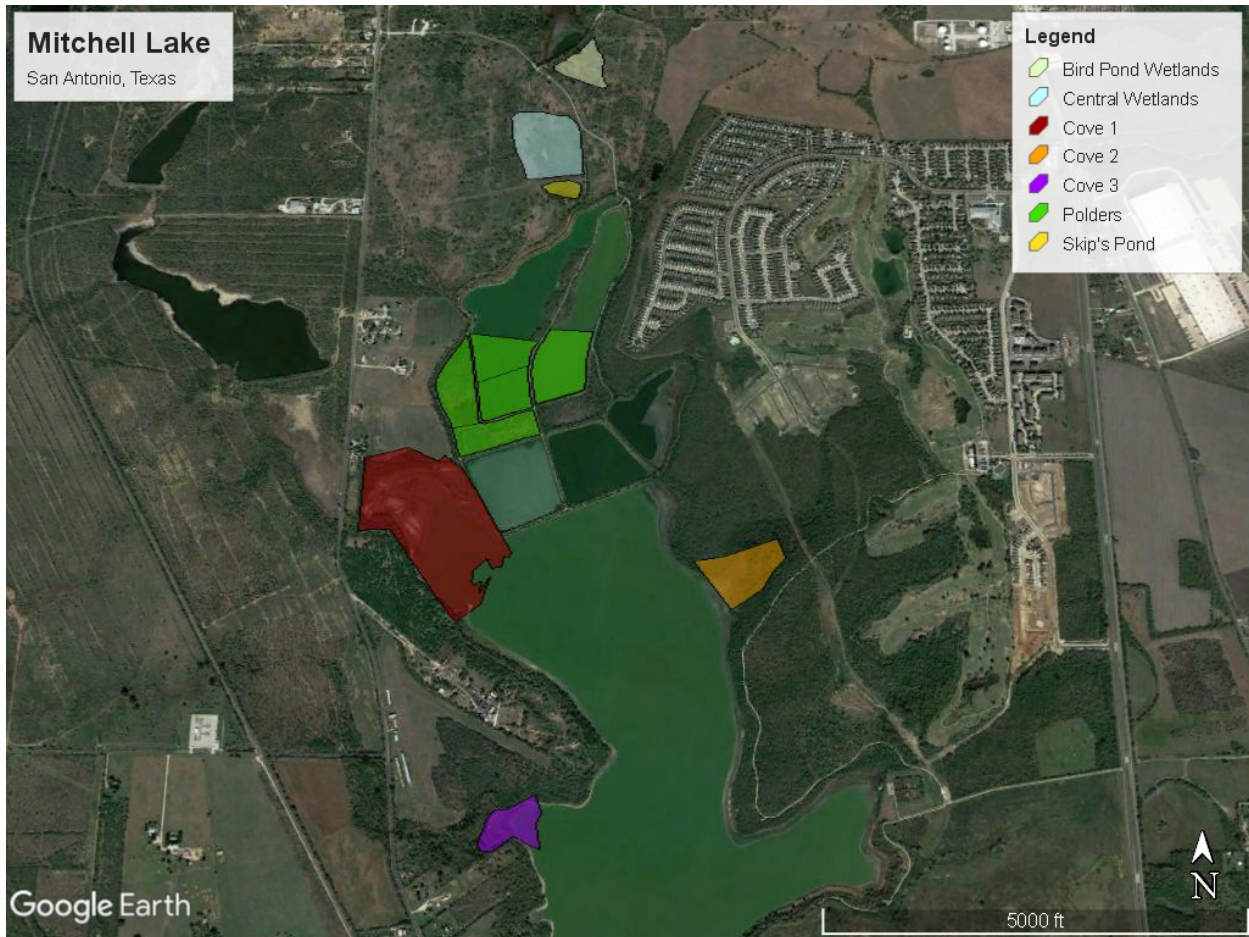 Mitchell Lake
San Antonio, Texas
Legend
Bird Pond Wetlands
Central Wetlands
Cove 1
Cove 2
Cove 3
Polders
Skip's Pond
N
Google Earth
5000 ft